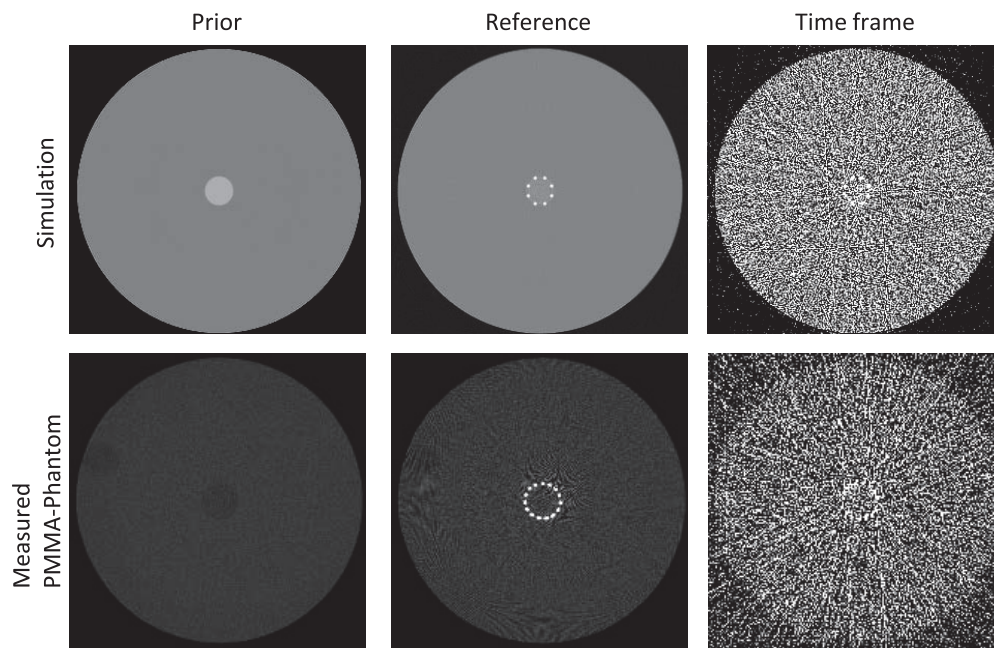 Prior
Reference
Time frame
Simulation
Measured
PMMA-Phantom